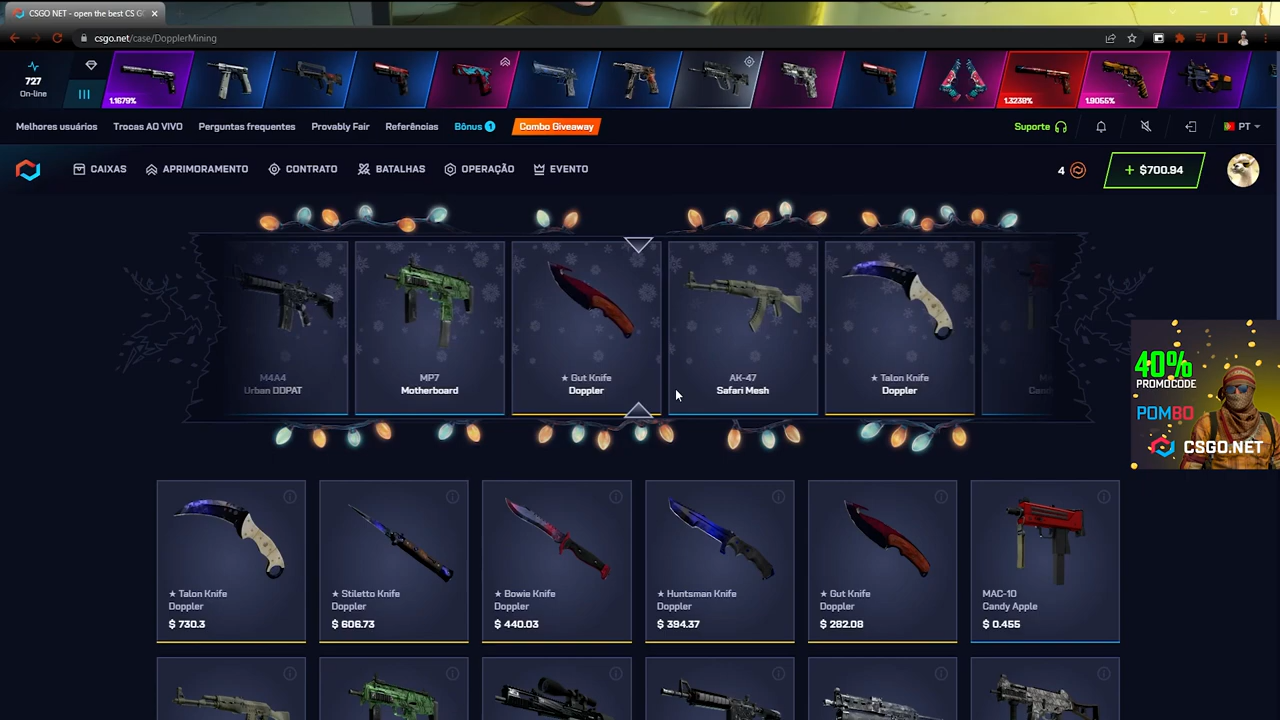 CSGO NET - open the best CS G
csgo.net/case/DopplerMining
727
On-line
1.1679%
1.3238%
1.9055%
Melhores usuários
Trocas AO VIVO
Perguntas frequentes
Provably Fair
Referências
Bônus 1
Combo Giveaway
Suporte
PT
CAIXAS
APRIMORAMENTO
CONTRATO
BATALHAS
OPERAÇÃO
EVENTO
4
+ $700.94
M4A4
Urban DDPAT
MP7
Motherboard
★ Gut Knife
Doppler
AK-47
Safari Mesh
★ Talon Knife
Doppler
40%
PROMOCODE
POMBO
CSGO.NET
★ Talon Knife
Doppler
$ 730.3
★ Stiletto Knife
Doppler
$ 606.73
★ Bowie Knife
Doppler
$ 440.03
★ Huntsman Knife
Doppler
$ 394.37
★ Gut Knife
Doppler
$ 282.08
MAC-10
Candy Apple
$ 0.455